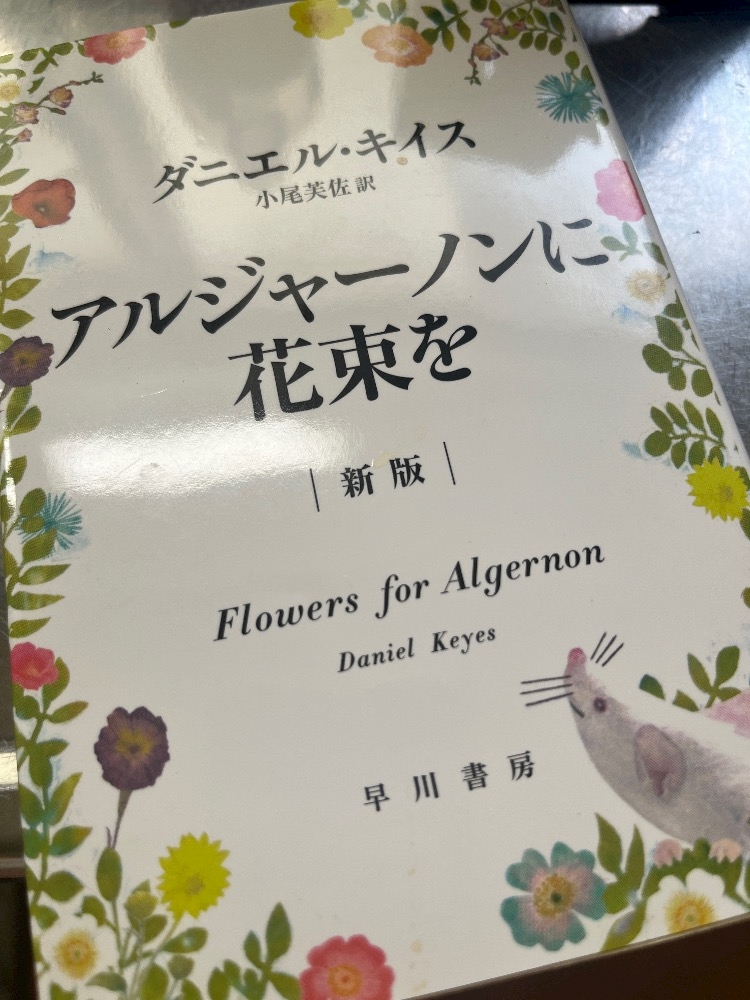 ダニエル・キイス
小尾芙佐訳
アルジャーノンに
花束を
新版
Flowers for Algernon
Daniel Keyes
早川書房